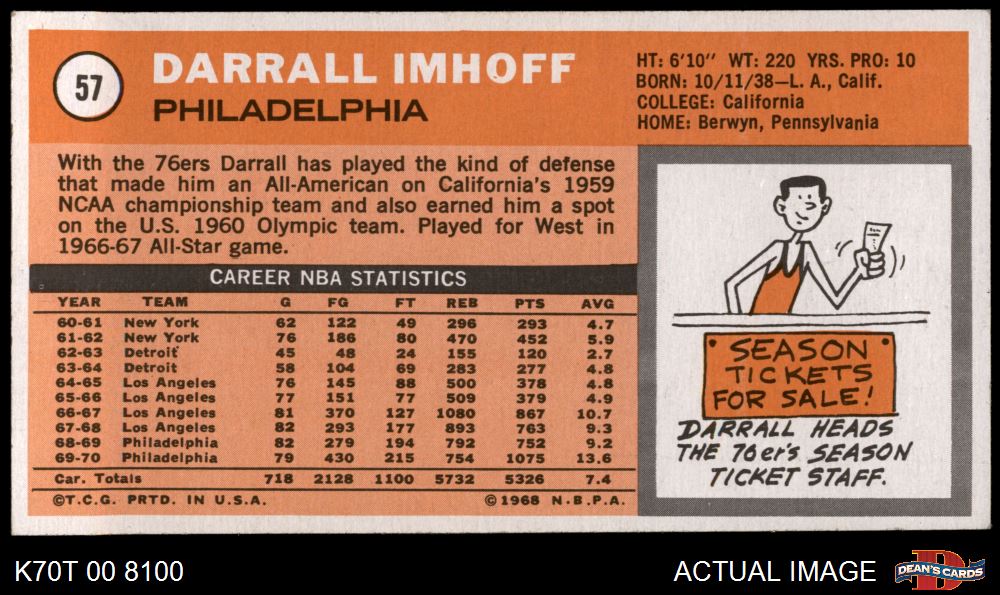 57
DARRALL IMHOFF
PHILADELPHIA
HT: 6'10" WT: 220 YRS. PRO: 10
BORN: 10/11/38—L. A., Calif.
COLLEGE: California
HOME: Berwyn, Pennsylvania
With the 76ers Darrall has played the kind of defense
that made him an All-American on California's 1959
NCAA championship team and also earned him a spot
on the U.S. 1960 Olympic team. Played for West in
1966-67 All-Star game.
CAREER NBA STATISTICS
YEAR TEAM G FG FT REB PTS AVG
60-61 New York 62 122 49 296 293 4.7
61-62 New York 76 186 80 470 452 5.9
62-63 Detroit 45 48 24 155 120 2.7
63-64 Detroit 58 104 69 283 277 4.8
64-65 Los Angeles 76 145 88 500 378 4.8
65-66 Los Angeles 77 151 77 509 379 4.9
66-67 Los Angeles 81 370 127 1080 867 10.7
67-68 Los Angeles 82 293 177 893 763 9.3
68-69 Philadelphia 82 279 194 792 752 9.2
69-70 Philadelphia 79 430 215 754 1075 13.6
Car. Totals 718 2128 1100 5732 5326 7.4
©T.C.G. PRTD. IN U.S.A. ©1968 N.B.P.A.
SEASON
TICKETS
FOR SALE!
DARRALL HEADS
THE 76er's SEASON
TICKET STAFF.
K70T 00 8100
ACTUAL IMAGE
DEAN'S CARDS